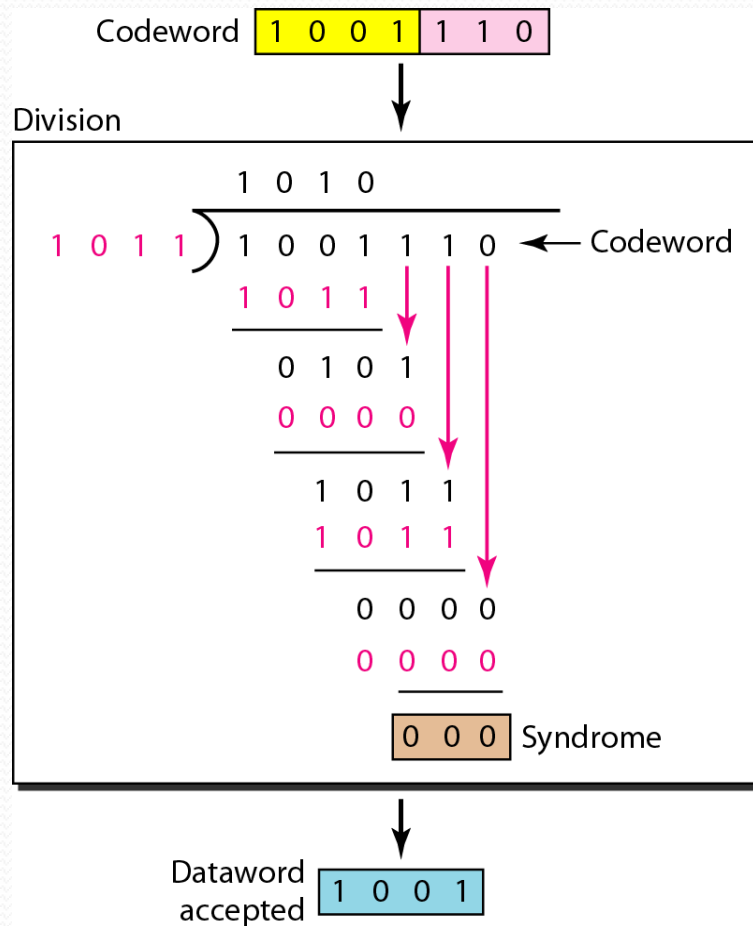 Codeword 1 0 0 1 1 1 0
Division
1 0 1 0
1 0 1 1 1 0 0 1 1 1 0 Codeword
1 0 1 1
0 1 0 1
0 0 0 0
1 0 1 1
1 0 1 1
0 0 0 0
0 0 0 0
0 0 0 Syndrome
Dataword
accepted
1 0 0 1